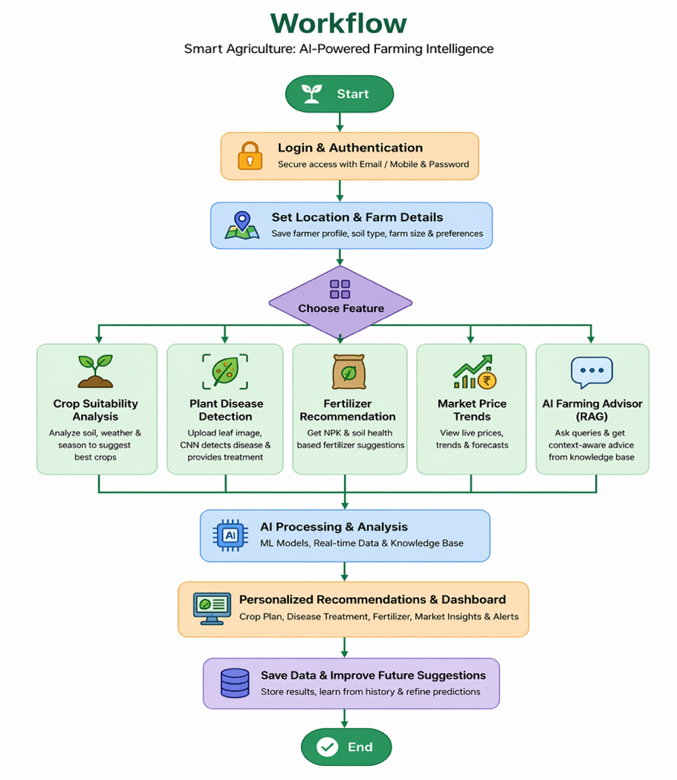 Workflow
Smart Agriculture: AI-Powered Farming Intelligence
Start
Login & Authentication
Secure access with Email / Mobile & Password
Set Location & Farm Details
Save farmer profile, soil type, farm size & preferences
Choose Feature
Crop Suitability
Analysis
Analyze soil, weather &
season to suggest
best crops
Plant Disease
Detection
Upload leaf image,
CNN detects disease &
provides treatment
Fertilizer
Recommendation
Get NPK & soil health
based fertilizer suggestions
₹
Market Price
Trends
View live prices,
trends & forecasts
AI Farming Advisor
(RAG)
Ask queries & get
context-aware advice
from knowledge base
AI
AI Processing & Analysis
ML Models, Real-time Data & Knowledge Base
Personalized Recommendations & Dashboard
Crop Plan, Disease Treatment, Fertilizer, Market Insights & Alerts
Save Data & Improve Future Suggestions
Store results, learn from history & refine predictions
End